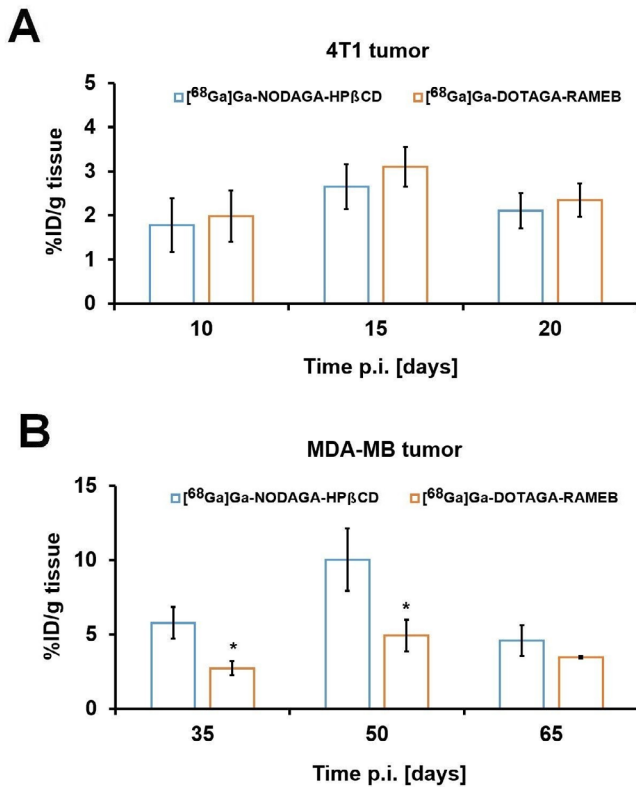 A
4T1 tumor
[⁶⁸Ga]Ga-NODAGA-HPβCD [⁶⁸Ga]Ga-DOTAGA-RAMEB
%ID/g tissue
5
4
3
2
1
0
10 15 20
Time p.i. [days]
B
MDA-MB tumor
[⁶⁸Ga]Ga-NODAGA-HPβCD [⁶⁸Ga]Ga-DOTAGA-RAMEB
%ID/g tissue
15
10
5
0
*
*
35 50 65
Time p.i. [days]